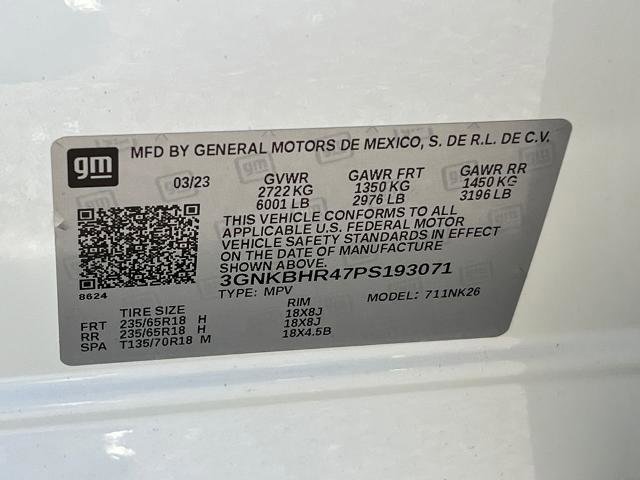 gm
MFD BY GENERAL MOTORS DE MEXICO, S. DE R.L. DE C.V.
03/23 GVWR GAWR FRT GAWR RR
2722 KG 1350 KG 1450 KG
6001 LB 2976 LB 3196 LB
THIS VEHICLE CONFORMS TO ALL
APPLICABLE U.S. FEDERAL MOTOR
VEHICLE SAFETY STANDARDS IN EFFECT
ON THE DATE OF MANUFACTURE
SHOWN ABOVE.
3GNKBHR47PS193071
8624 TYPE: MPV MODEL: 711NK26
TIRE SIZE RIM
FRT 235/65R18 H 18X8J
RR 235/65R18 H 18X8J
SPA T135/70R18 M 18X4.5B